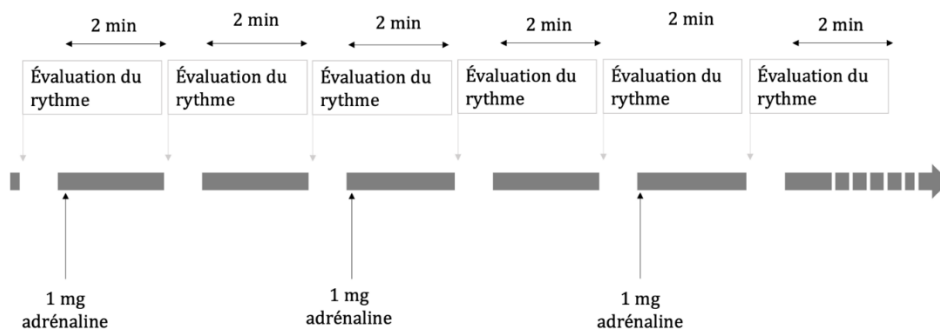 2 min
2 min
2 min
2 min
2 min
2 min
Évaluation du
rythme
Évaluation du
rythme
Évaluation du
rythme
Évaluation du
rythme
Évaluation du
rythme
Évaluation du
rythme
1 mg
adrénaline
1 mg
adrénaline
1 mg
adrénaline